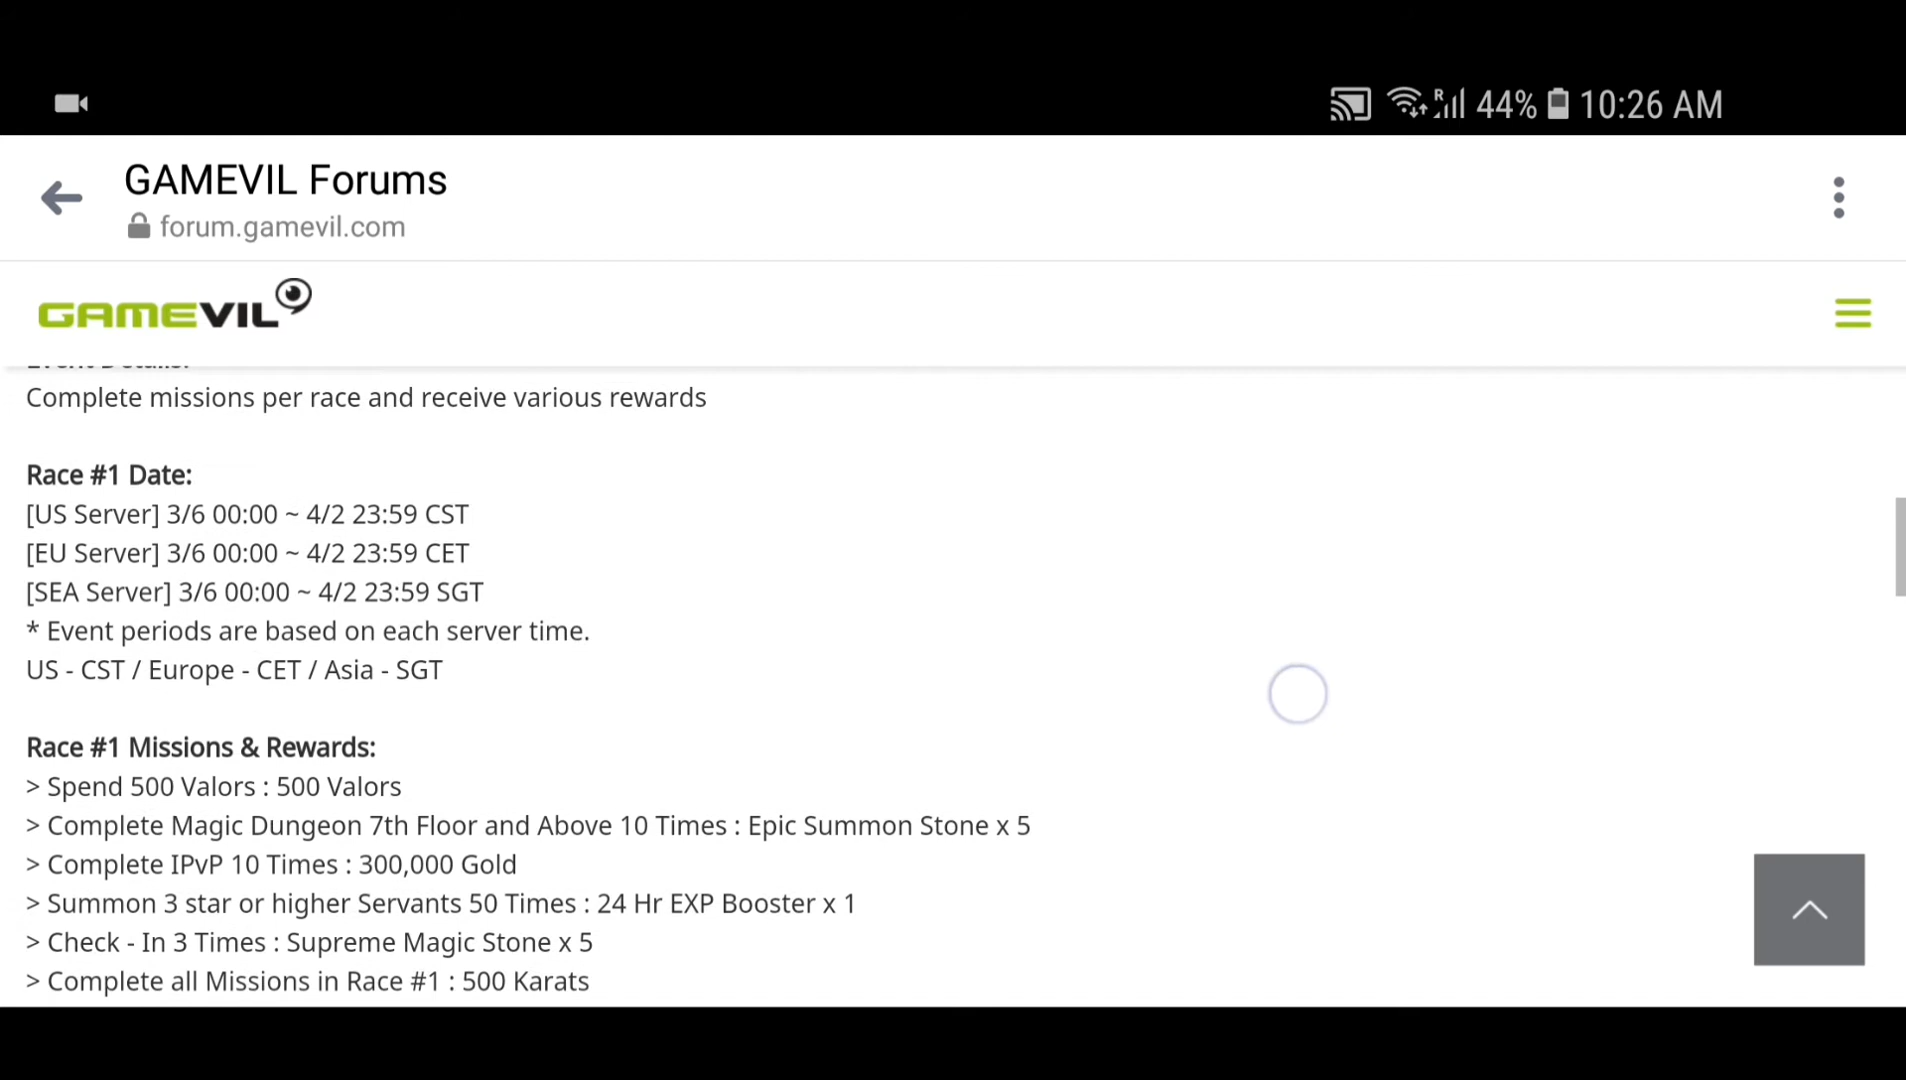 44% 10:26 AM
GAMEVIL Forums
forum.gamevil.com
GAMEVIL
Event Details:
Complete missions per race and receive various rewards
Race #1 Date:
[US Server] 3/6 00:00 ~ 4/2 23:59 CST
[EU Server] 3/6 00:00 ~ 4/2 23:59 CET
[SEA Server] 3/6 00:00 ~ 4/2 23:59 SGT
* Event periods are based on each server time.
US - CST / Europe - CET / Asia - SGT
Race #1 Missions & Rewards:
> Spend 500 Valors : 500 Valors
> Complete Magic Dungeon 7th Floor and Above 10 Times : Epic Summon Stone x 5
> Complete IPvP 10 Times : 300,000 Gold
> Summon 3 star or higher Servants 50 Times : 24 Hr EXP Booster x 1
> Check - In 3 Times : Supreme Magic Stone x 5
> Complete all Missions in Race #1 : 500 Karats